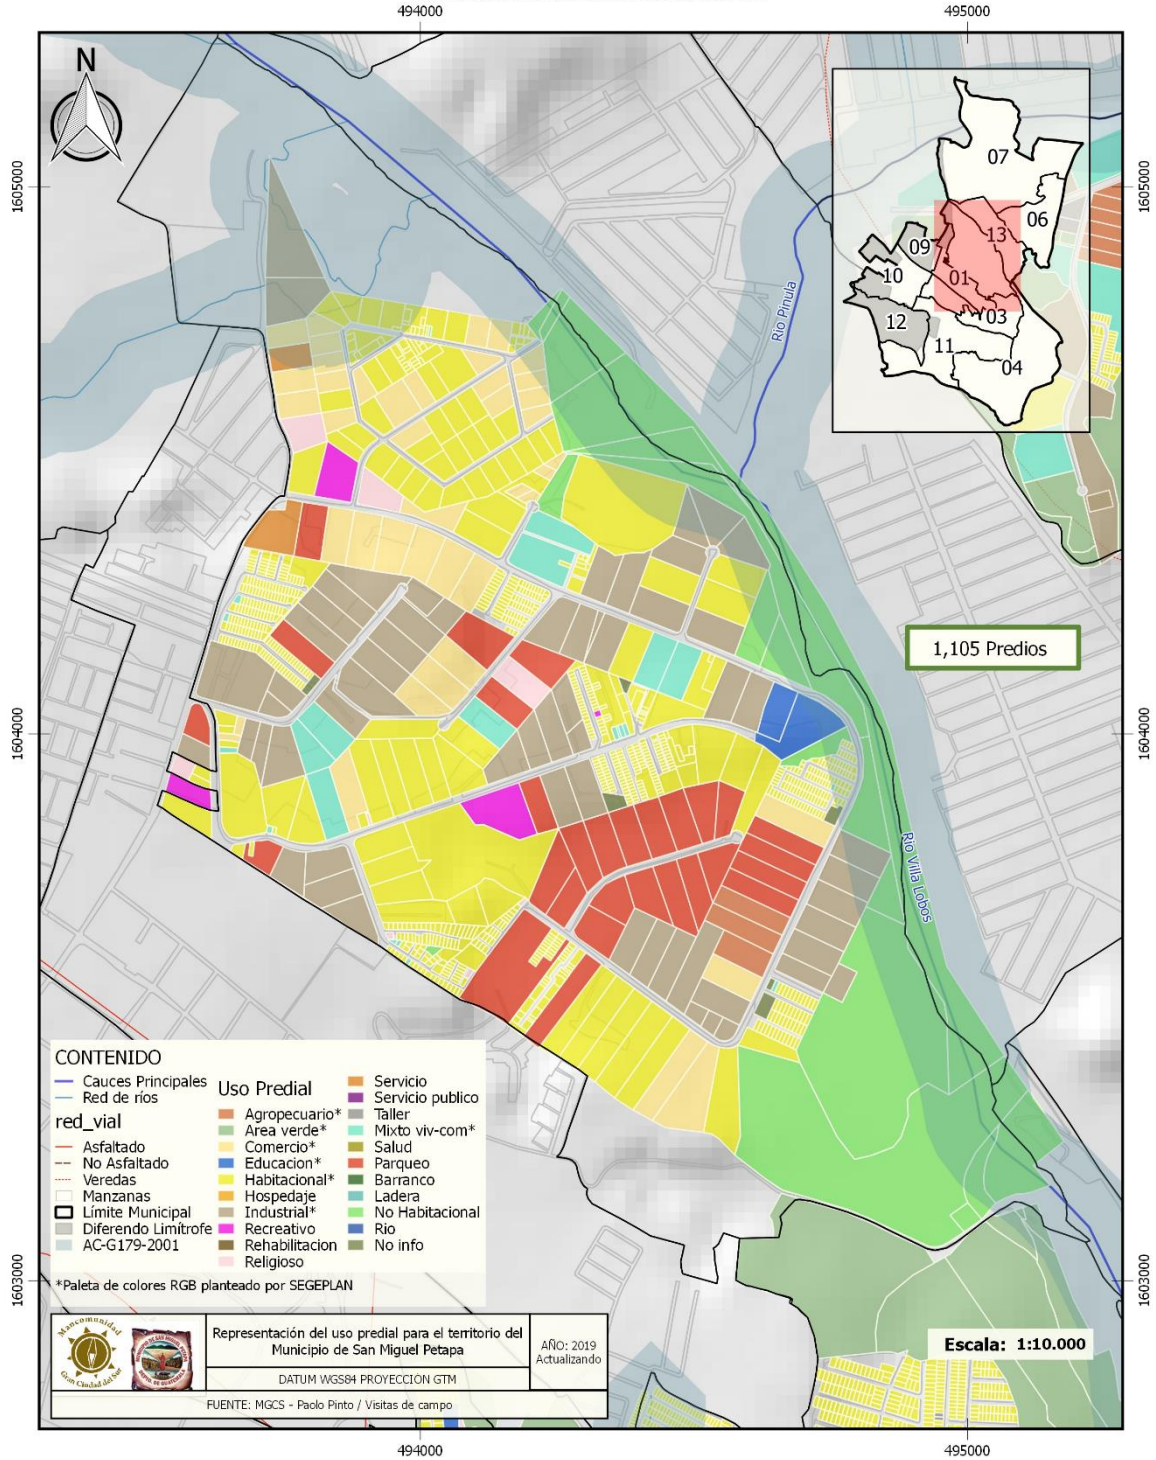 494000
495000
N
1605000
1605000
07
06
13
09
10
01
12
03
11
04
Rio Pinula
1,105 Predios
1604000
1604000
Rio Villa Lobos
CONTENIDO
Cauces Principales
Red de ríos
red_vial
Asfaltado
No Asfaltado
Veredas
Manzanas
Límite Municipal
Diferendo Limítrofe
AC-G179-2001
Uso Predial
Agropecuario*
Area verde*
Comercio*
Educacion*
Habitacional*
Hospedaje
Industrial*
Recreativo
Rehabilitacion
Religioso
Servicio
Servicio publico
Taller
Mixto viv-com*
Salud
Parqueo
Barranco
Ladera
No Habitacional
Rio
No info
*Paleta de colores RGB planteado por SEGEPLAN
1603000
1603000
Mancomunidad
Gran Ciudad del Sur
Representación del uso predial para el territorio del
Municipio de San Miguel Petapa
DATUM WGS84 PROYECCIÓN GTM
AÑO: 2019
Actualizando
FUENTE: MGCS - Paolo Pinto / Visitas de campo
Escala: 1:10.000
494000
495000